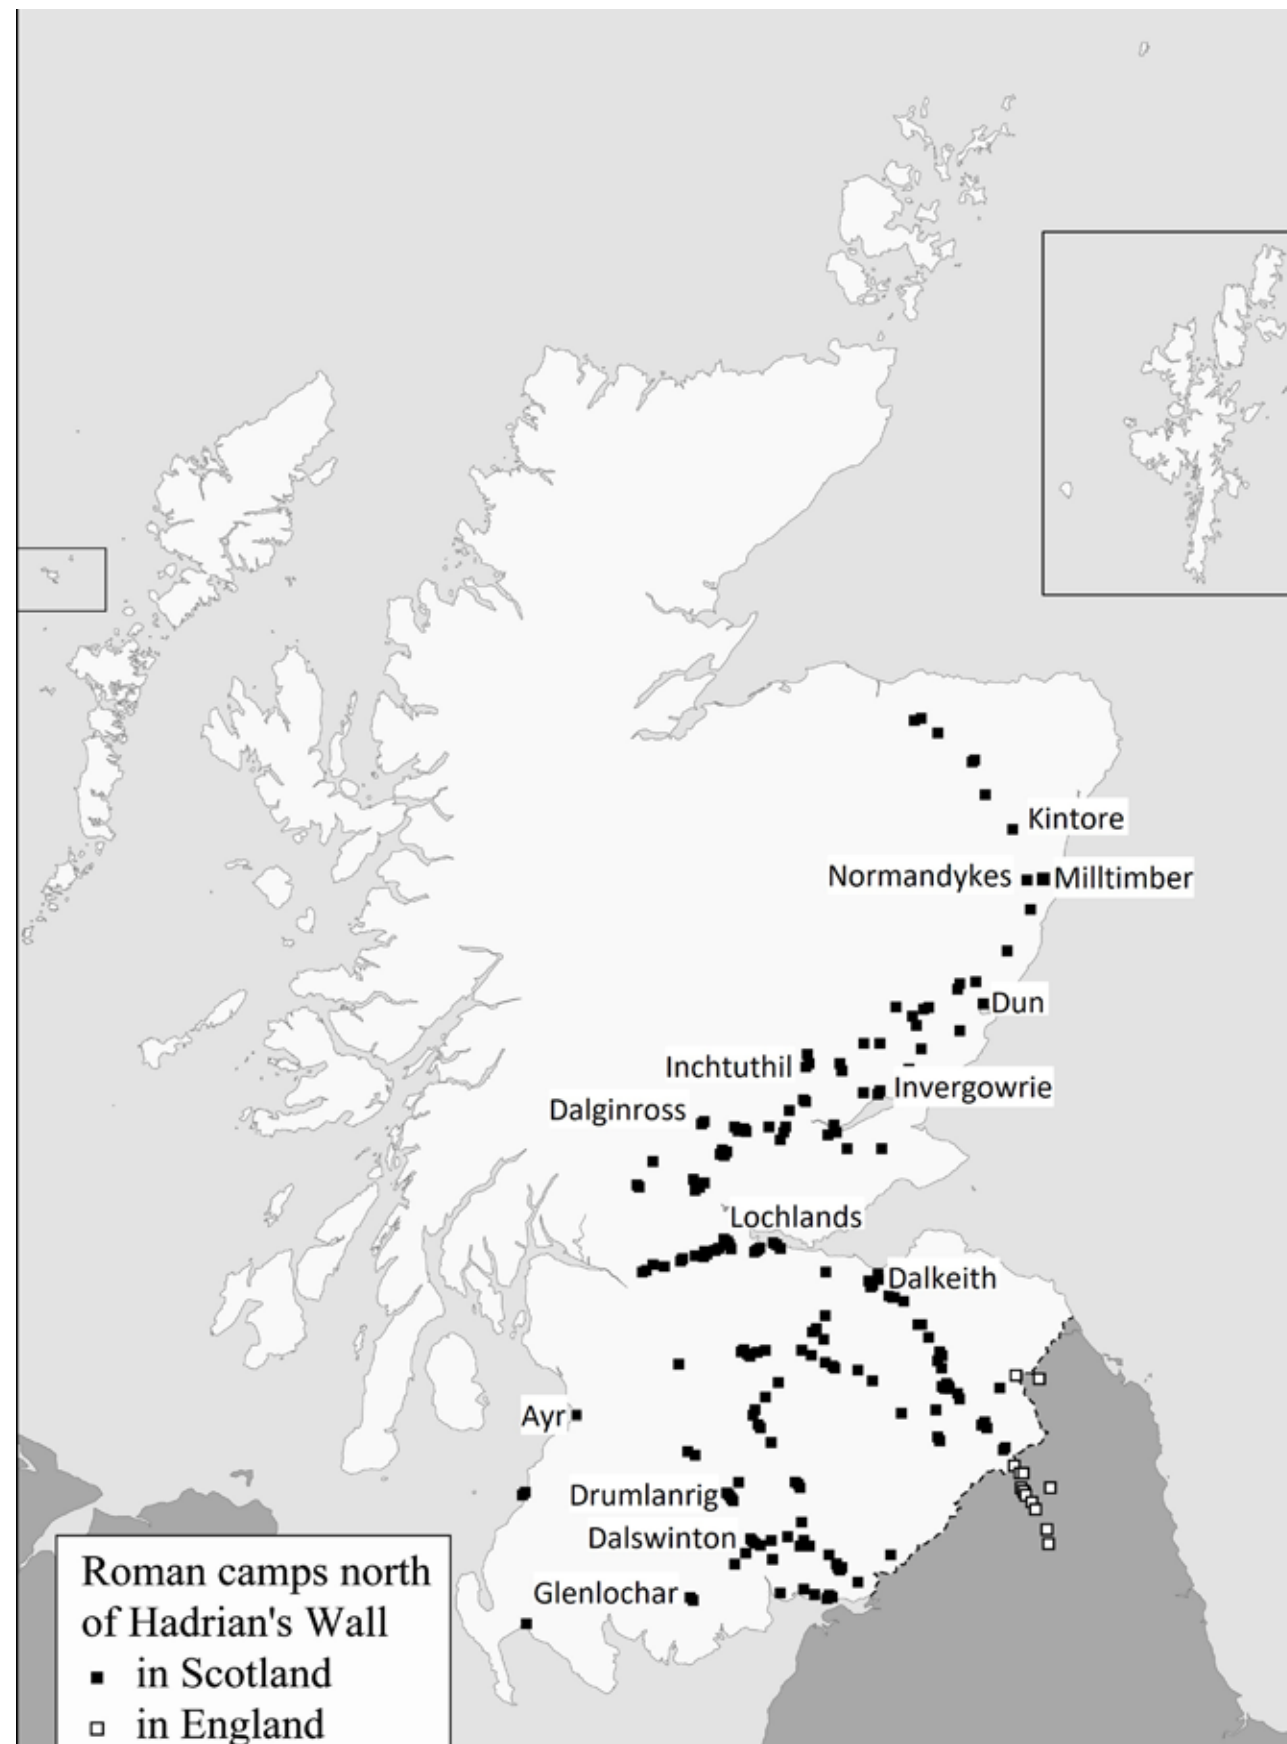 Kintore
Normandykes
Milltimber
Dun
Inchtuthil
Invergowrie
Dalginross
Lochlands
Dalkeith
Ayr
Drumlanrig
Dalswinton
Glenlochar
Roman camps north
of Hadrian's Wall
in Scotland
in England